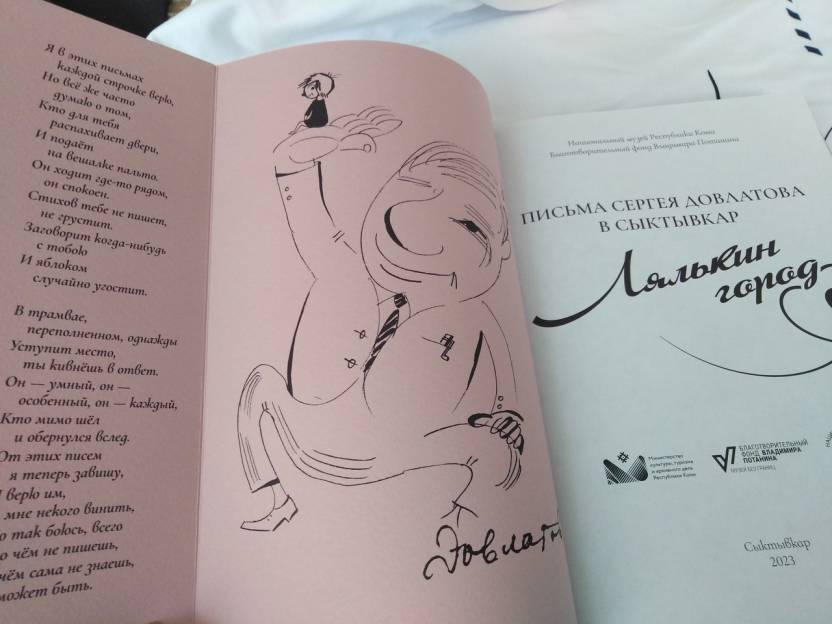 Я в этих письмах
каждой строчке верю,
Но всё же часто
думаю о том,
Кто для тебя
распахивает двери,
И подаёт
на вешалке пальто.
Он ходит где-то рядом,
он спокоен.
Стихов тебе не пишет,
не грустит.
Заговорит когда-нибудь
с тобою
И яблоком
случайно угостит.
В трамвае,
переполненном, однажды
Уступит место,
ты кивнёшь в ответ.
Он — умный, он —
особенный, он — каждый,
Кто мимо шёл
и обернулся вслед.
От этих писем
я теперь завишу,
верю им,
мне некого винить,
так боюсь, всего
чём не пишешь,
чём сама не знаешь,
может быть.
Довлатов
Национальный музей Республики Коми
Благотворительный фонд Владимира Потанина
ПИСЬМА СЕРГЕЯ ДОВЛАТОВА
В СЫКТЫВКАР
Лялькин
город
Министерство
культуры, туризма
и архивного дела
Республики Коми
БЛАГОТВОРИТЕЛЬНЫЙ
ФОНД ВЛАДИМИРА
ПОТАНИНА
МУЗЕЙ БЕЗ ГРАНИЦ
Сыктывкар
2023